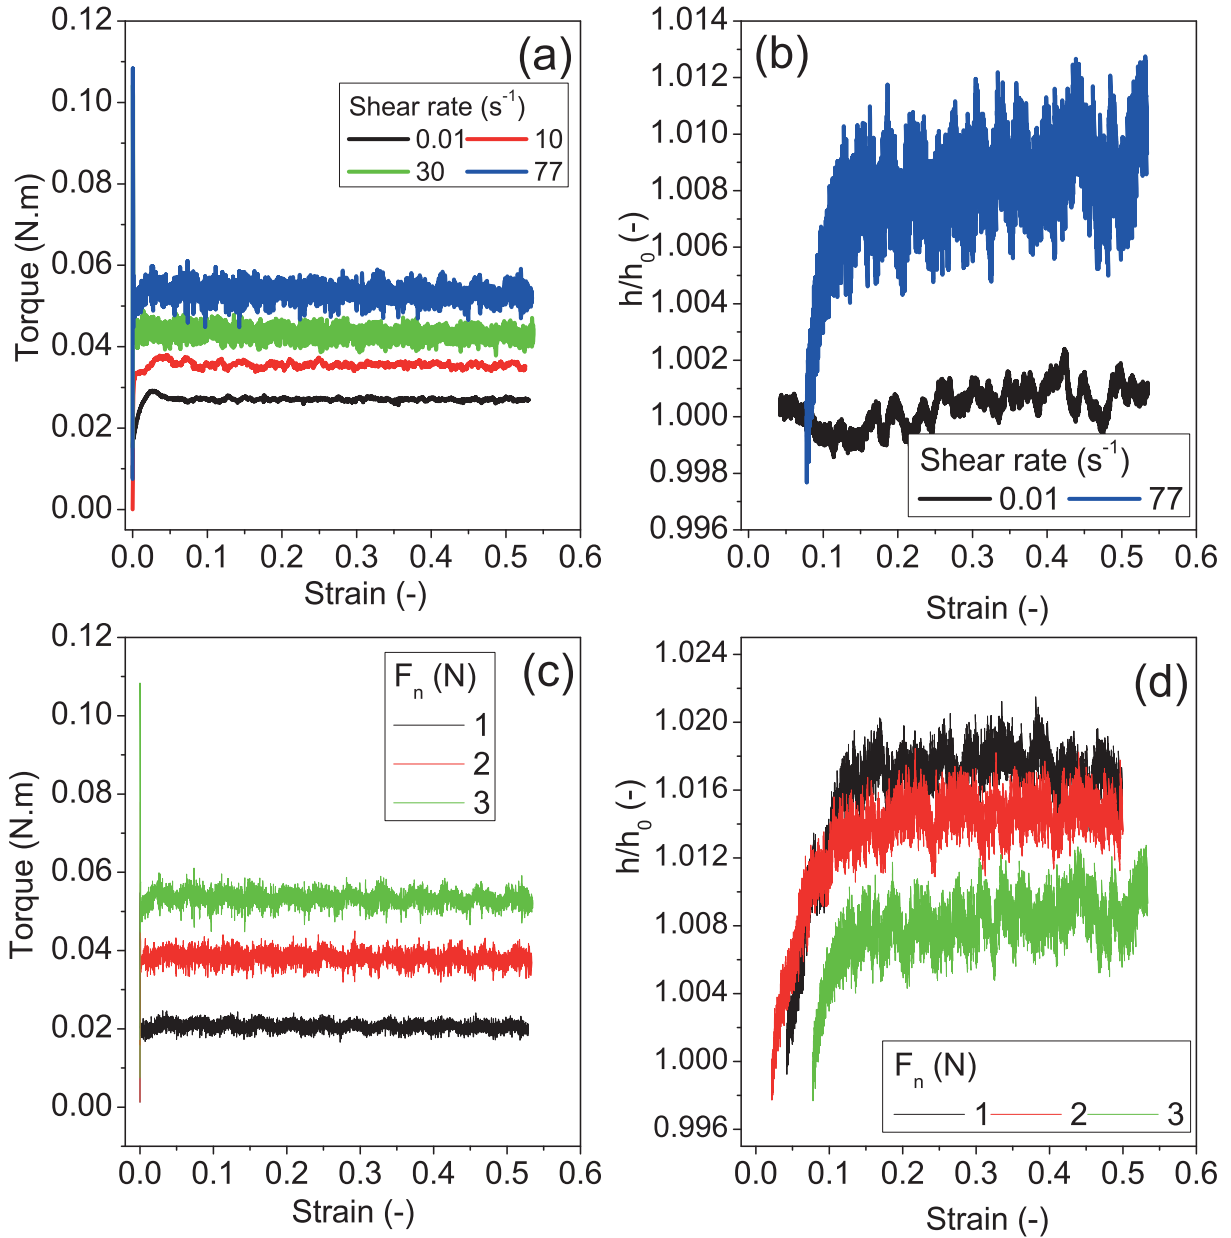 (a)
0.12
0.10
0.08
0.06
0.04
0.02
0.00
Torque (N.m)
Shear rate (s⁻¹)
0.01 10
30 77
0.0 0.1 0.2 0.3 0.4 0.5 0.6
Strain (-)
(b)
1.014
1.012
1.010
1.008
1.006
1.004
1.002
1.000
0.998
0.996
h/h₀ (-)
Shear rate (s⁻¹)
0.01 77
0.0 0.1 0.2 0.3 0.4 0.5 0.6
Strain (-)
(c)
0.12
0.10
0.08
0.06
0.04
0.02
0.00
Torque (N.m)
Fₙ (N)
1
2
3
0.0 0.1 0.2 0.3 0.4 0.5 0.6
Strain (-)
(d)
1.024
1.020
1.016
1.012
1.008
1.004
1.000
0.996
h/h₀ (-)
Fₙ (N)
1 2 3
0.0 0.1 0.2 0.3 0.4 0.5 0.6
Strain (-)